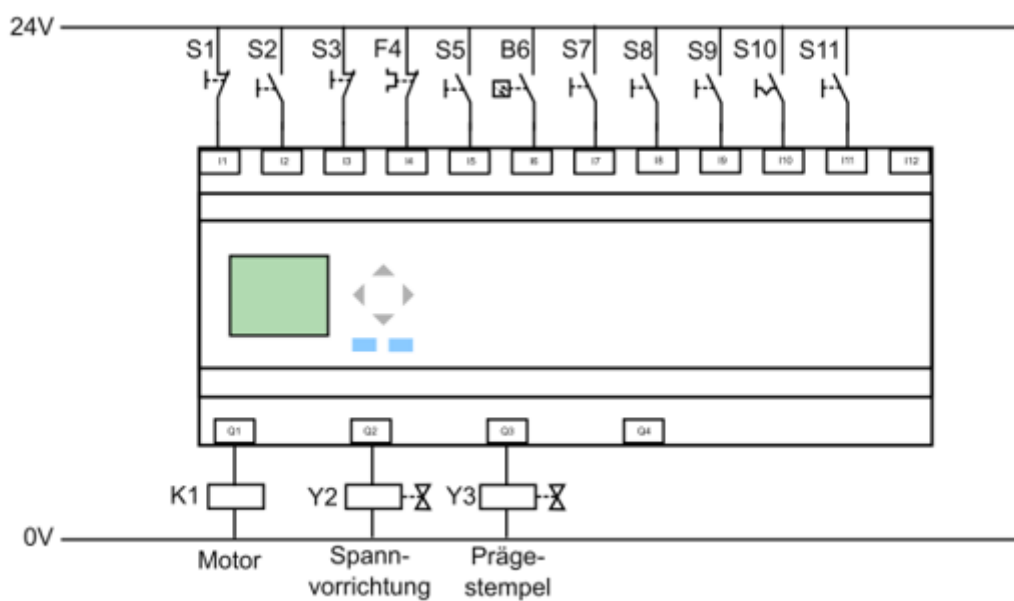 24V
S1 S2 S3 F4 S5 B6 S7 S8 S9 S10 S11
I1 I2 I3 I4 I5 I6 I7 I8 I9 I10 I11 I12
Q1 Q2 Q3 Q4
K1 Y2 Y3
0V
Motor Spann- Präge-
vorrichtung stempel